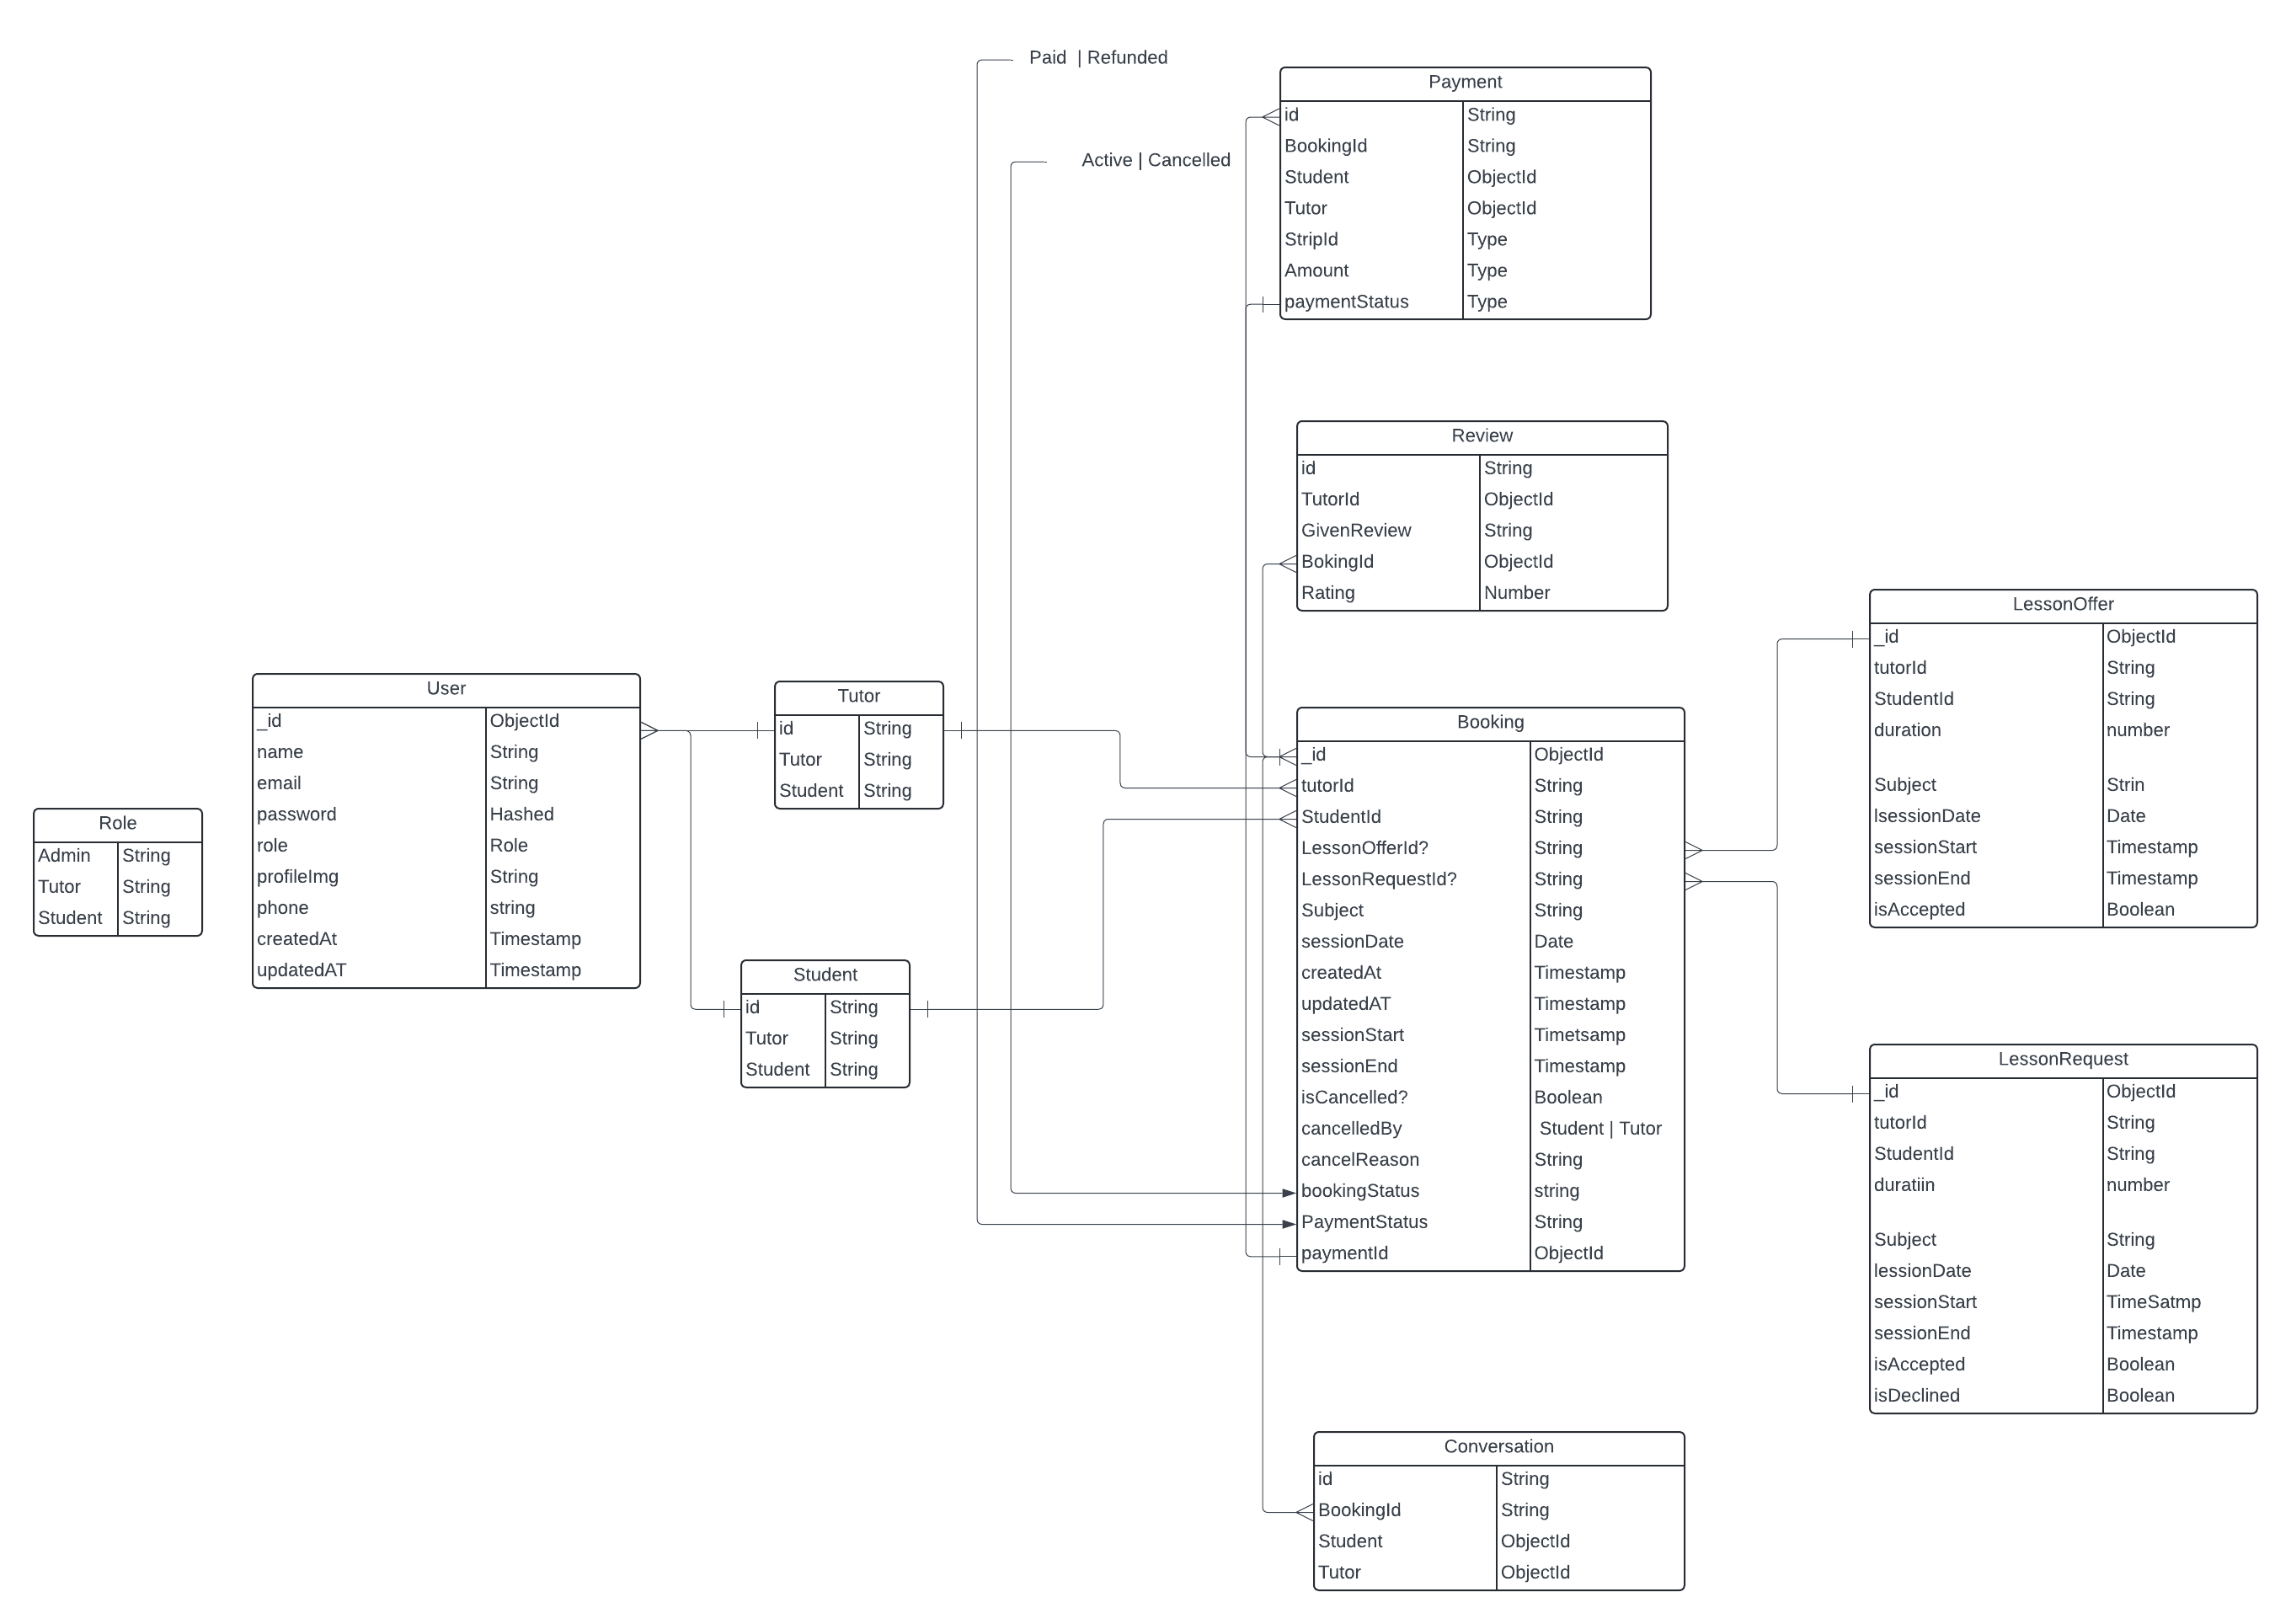 Paid | Refunded
Active | Cancelled
Payment
id String
BookingId String
Student ObjectId
Tutor ObjectId
StripId Type
Amount Type
paymentStatus Type
Review
id String
TutorId ObjectId
GivenReview String
BokingId ObjectId
Rating Number
Role
Admin String
Tutor String
Student String
User
_id ObjectId
name String
email String
password Hashed
role Role
profileImg String
phone string
createdAt Timestamp
updatedAT Timestamp
Tutor
id String
Tutor String
Student String
Student
id String
Tutor String
Student String
Booking
_id ObjectId
tutorId String
StudentId String
LessonOfferId? String
LessonRequestId? String
Subject String
sessionDate Date
createdAt Timestamp
updatedAT Timestamp
sessionStart Timetsamp
sessionEnd Timestamp
isCancelled? Boolean
cancelledBy Student | Tutor
cancelReason String
bookingStatus string
PaymentStatus String
paymentId ObjectId
LessonOffer
_id ObjectId
tutorId String
StudentId String
duration number
Subject Strin
lsessionDate Date
sessionStart Timestamp
sessionEnd Timestamp
isAccepted Boolean
LessonRequest
_id ObjectId
tutorId String
StudentId String
duratiin number
Subject String
lessionDate Date
sessionStart TimeSatmp
sessionEnd Timestamp
isAccepted Boolean
isDeclined Boolean
Conversation
id String
BookingId String
Student ObjectId
Tutor ObjectId